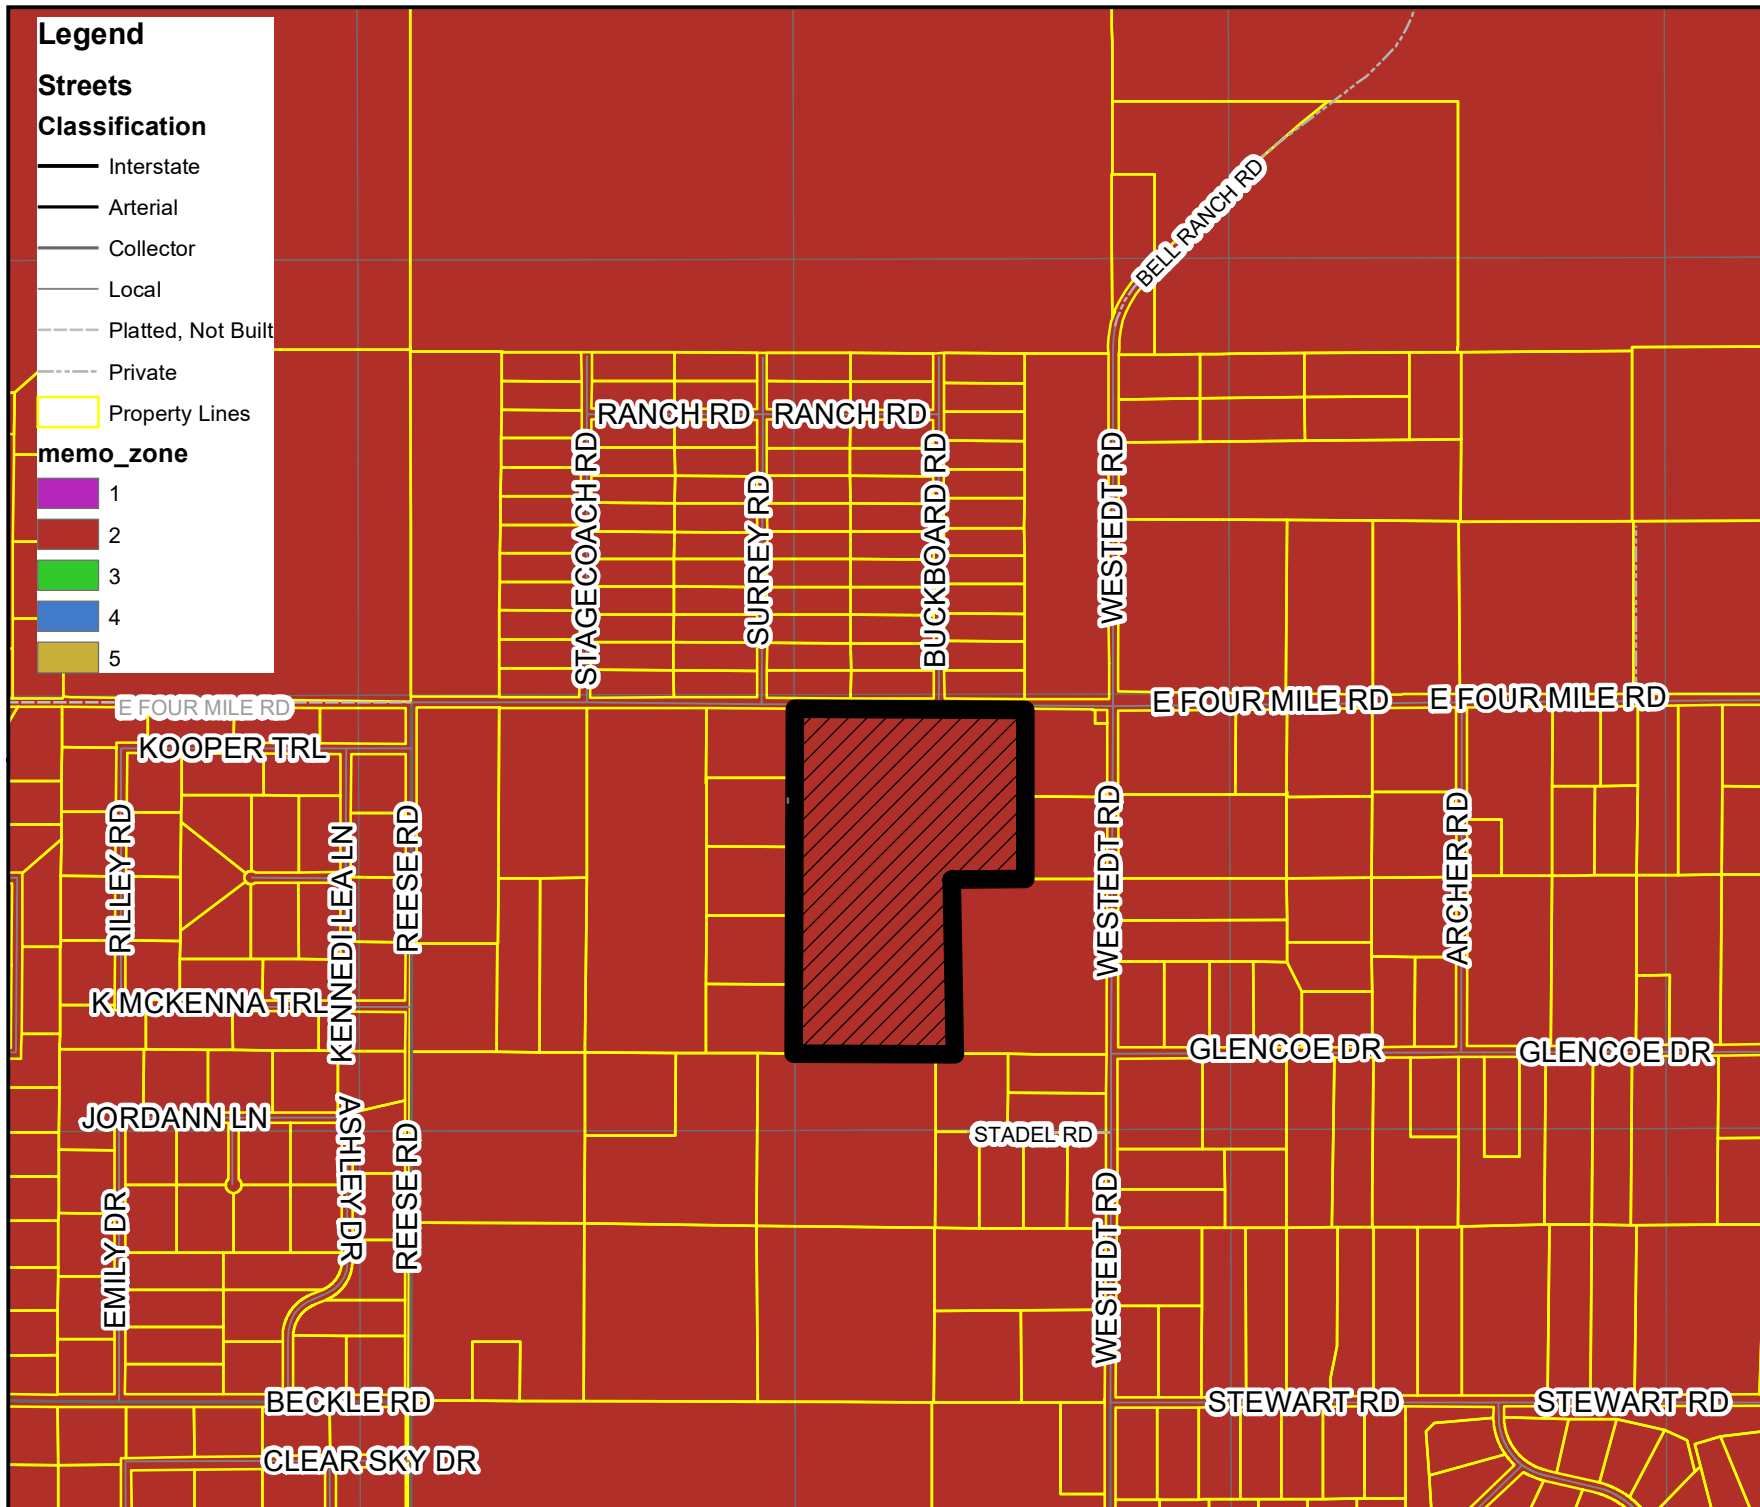 Legend
Streets
Classification
Interstate
Arterial
Collector
Local
Platted, Not Built
Private
Property Lines
memo_zone
1
2
3
4
5
BELL RANCH RD
RANCH RD
RANCH RD
STAGECOACH RD
SURREY RD
BUCKBOARD RD
WESTEDT RD
E FOUR MILE RD
E FOUR MILE RD
E FOUR MILE RD
KOOPER TRL
RILLEY RD
KENNEDI LEA LN
REESE RD
WESTEDT RD
ARCHER RD
K MCKENNA TRL
GLENCOE DR
GLENCOE DR
JORDANN LN
ASHLEY DR
REESE RD
STADEL RD
EMILY DR
WESTEDT RD
BECKLE RD
STEWART RD
STEWART RD
CLEAR SKY DR